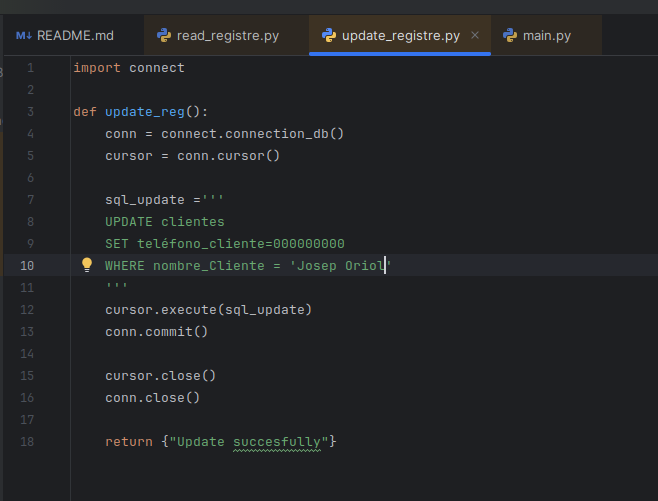 README.md read_registre.py update_registre.py × main.py
1 import connect
2
3 def update_reg():
4 conn = connect.connection_db()
5 cursor = conn.cursor()
6
7 sql_update ='''
8 UPDATE clientes
9 SET teléfono_cliente=000000000
10 WHERE nombre_Cliente = 'Josep Oriol'
11 '''
12 cursor.execute(sql_update)
13 conn.commit()
14
15 cursor.close()
16 conn.close()
17
18 return {"Update succesfully"}